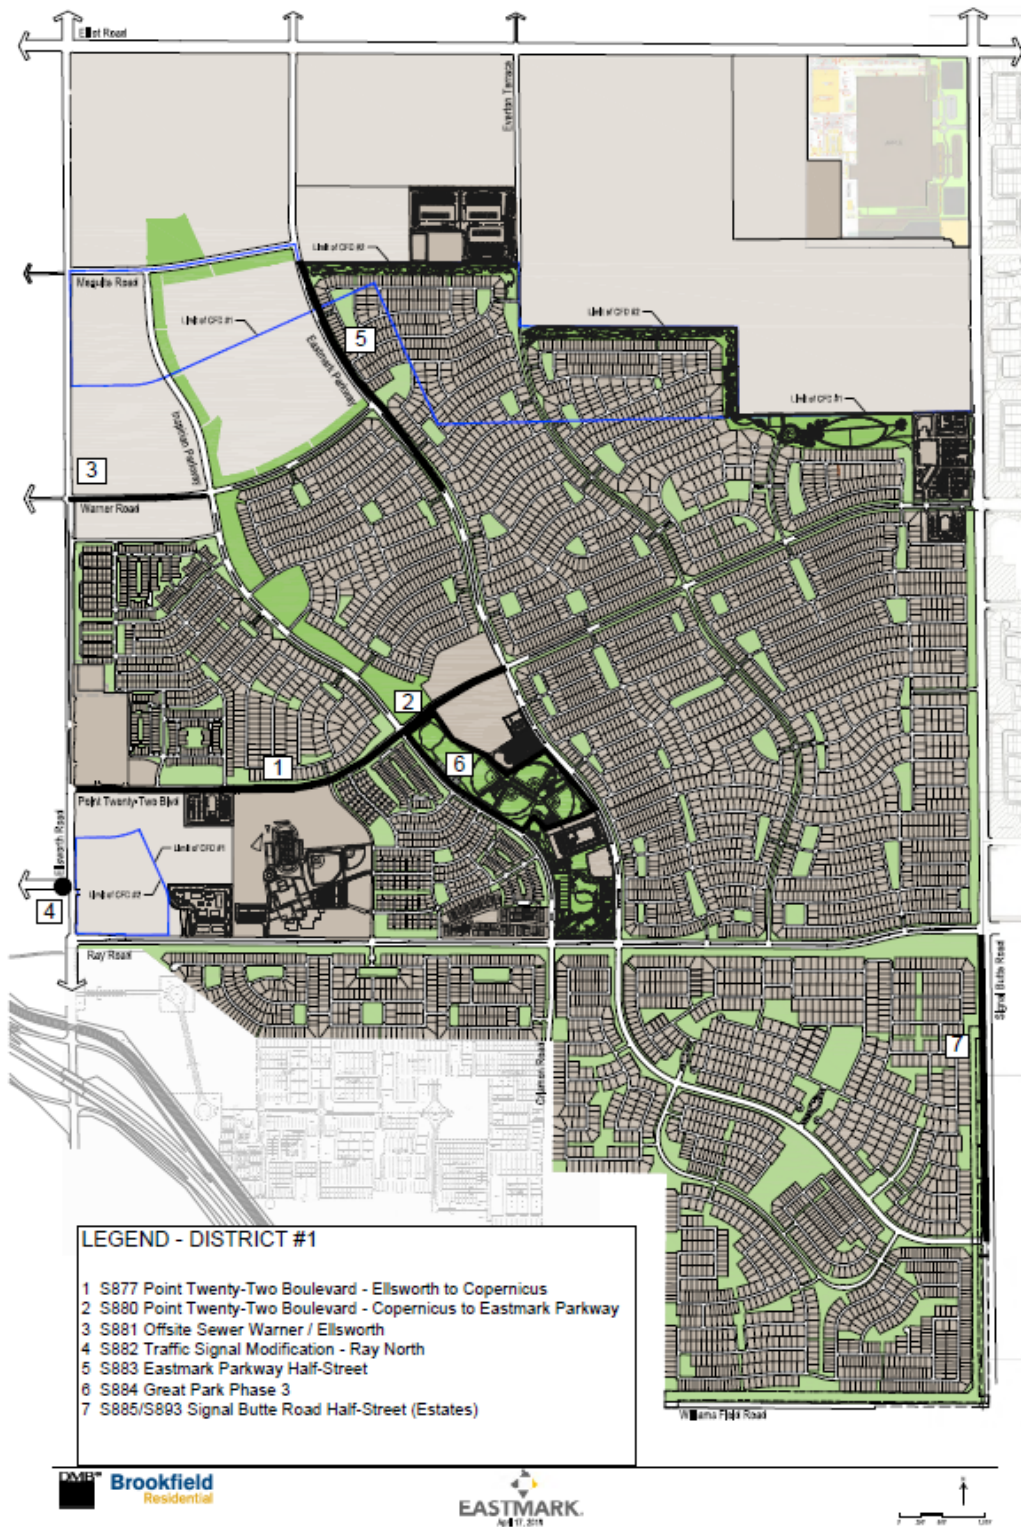 Elliot Road
Everton Terrace
Limit of CFD #2
Mesquite Road
Limit of CFD #1
Limit of CFD #2
5
Eastmark Parkway
Limit of CFD #1
Inspirian Parkway
3
Warner Road
2
6
1
Point Twenty-Two Blvd
Ellsworth Road
Limit of CFD #1
Limit of CFD #2
4
Ray Road
Signal Butte Road
7
LEGEND - DISTRICT #1
1 S877 Point Twenty-Two Boulevard - Ellsworth to Copernicus
2 S880 Point Twenty-Two Boulevard - Copernicus to Eastmark Parkway
3 S881 Offsite Sewer Warner / Ellsworth
4 S882 Traffic Signal Modification - Ray North
5 S883 Eastmark Parkway Half-Street
6 S884 Great Park Phase 3
7 S885/S893 Signal Butte Road Half-Street (Estates)
Williams Field Road
DMB
Brookfield
Residential
EASTMARK.